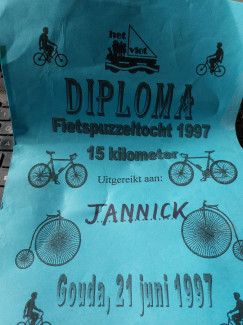 het
vlot
DIPLOMA
Fietspuzzeltocht 1997
15 kilometer
Uitgereikt aan:
JANNICK
Gouda, 21 juni 1997